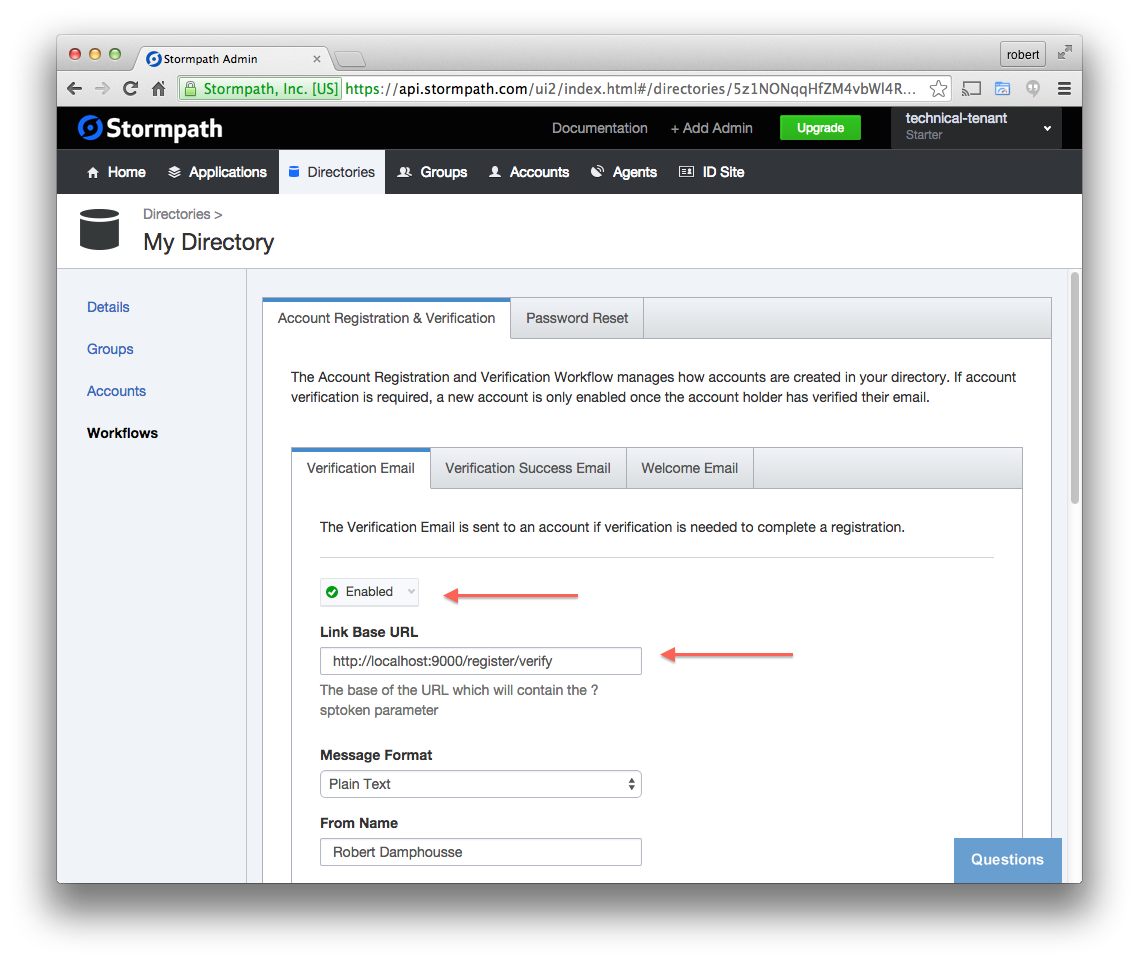 Stormpath Admin
robert
Stormpath, Inc. [US] https://api.stormpath.com/ui2/index.html#/directories/5z1NONqqHfZM4vbWI4R...
Stormpath
Documentation
+ Add Admin
Upgrade
technical-tenant
Starter
Home
Applications
Directories
Groups
Accounts
Agents
ID Site
Directories >
My Directory
Details
Groups
Accounts
Workflows
Account Registration & Verification
Password Reset
The Account Registration and Verification Workflow manages how accounts are created in your directory. If account
verification is required, a new account is only enabled once the account holder has verified their email.
Verification Email
Verification Success Email
Welcome Email
The Verification Email is sent to an account if verification is needed to complete a registration.
Enabled
Link Base URL
http://localhost:9000/register/verify
The base of the URL which will contain the ?
sptoken parameter
Message Format
Plain Text
From Name
Robert Damphousse
Questions